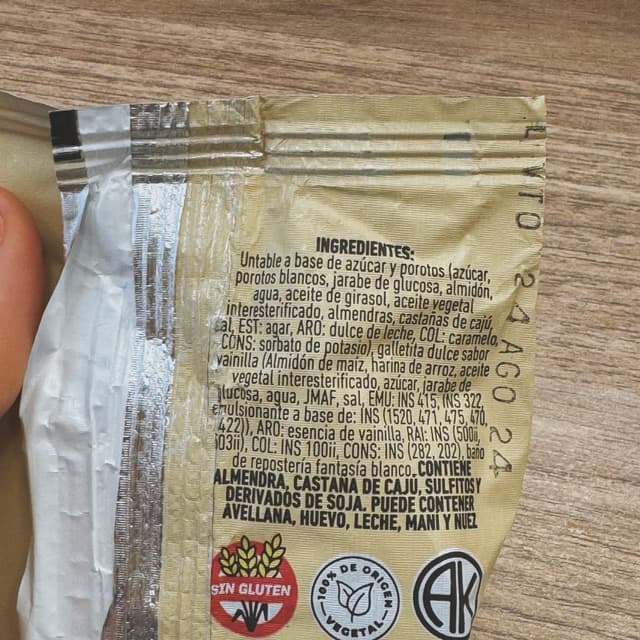 INGREDIENTES:
Untable a base de azúcar y porotos (azúcar,
porotos blancos, jarabe de glucosa, almidón,
agua, aceite de girasol, aceite vegetal
interesterificado, almendras, castañas de cajú,
sal, EST: agar, ARO: dulce de leche, COL: caramelo,
CONS: sorbato de potasio), galletita dulce sabor
vainilla (Almidón de maíz, harina de arroz, aceite
vegetal interesterificado, azúcar, jarabe de
glucosa, agua, JMAF, sal, EMU: INS 415, INS 322,
emulsionante a base de: INS (1520, 471, 475, 470,
422)), ARO: esencia de vainilla, RAI: INS (500ii,
503ii), COL: INS 100ii, CONS: INS (282, 202), baño
de repostería fantasía blanco. CONTIENE
ALMENDRA, CASTANA DE CAJÚ, SULFITOS Y
DERIVADOS DE SOJA. PUEDE CONTENER
AVELLANA, HUEVO, LECHE, MANI Y NUEZ
SIN GLUTEN
100% DE ORIGEN
VEGETAL
AK
VTO 24 AGO 24